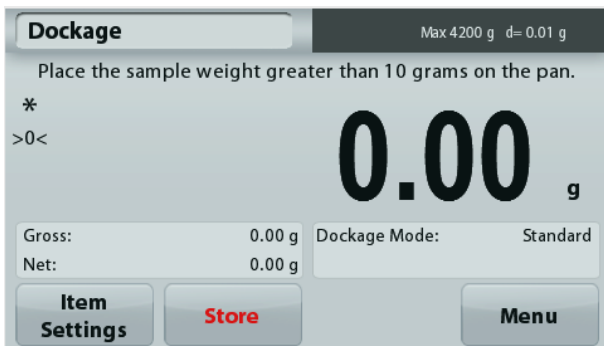 Dockage
Max 4200 g d= 0.01 g
Place the sample weight greater than 10 grams on the pan.
*
>0<
0.00 g
Gross: 0.00 g
Net: 0.00 g
Dockage Mode: Standard
Item
Settings
Store
Menu